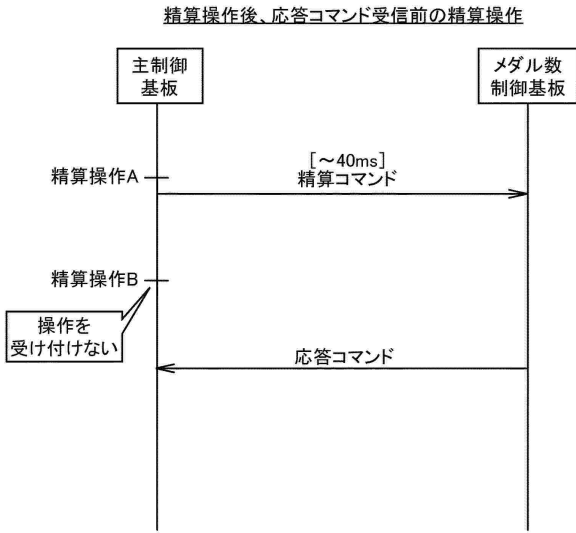 精算操作後、応答コマンド受信前の精算操作
主制御
基板
メダル数
制御基板
精算操作A
[～40ms]
精算コマンド
精算操作B
操作を
受け付けない
応答コマンド